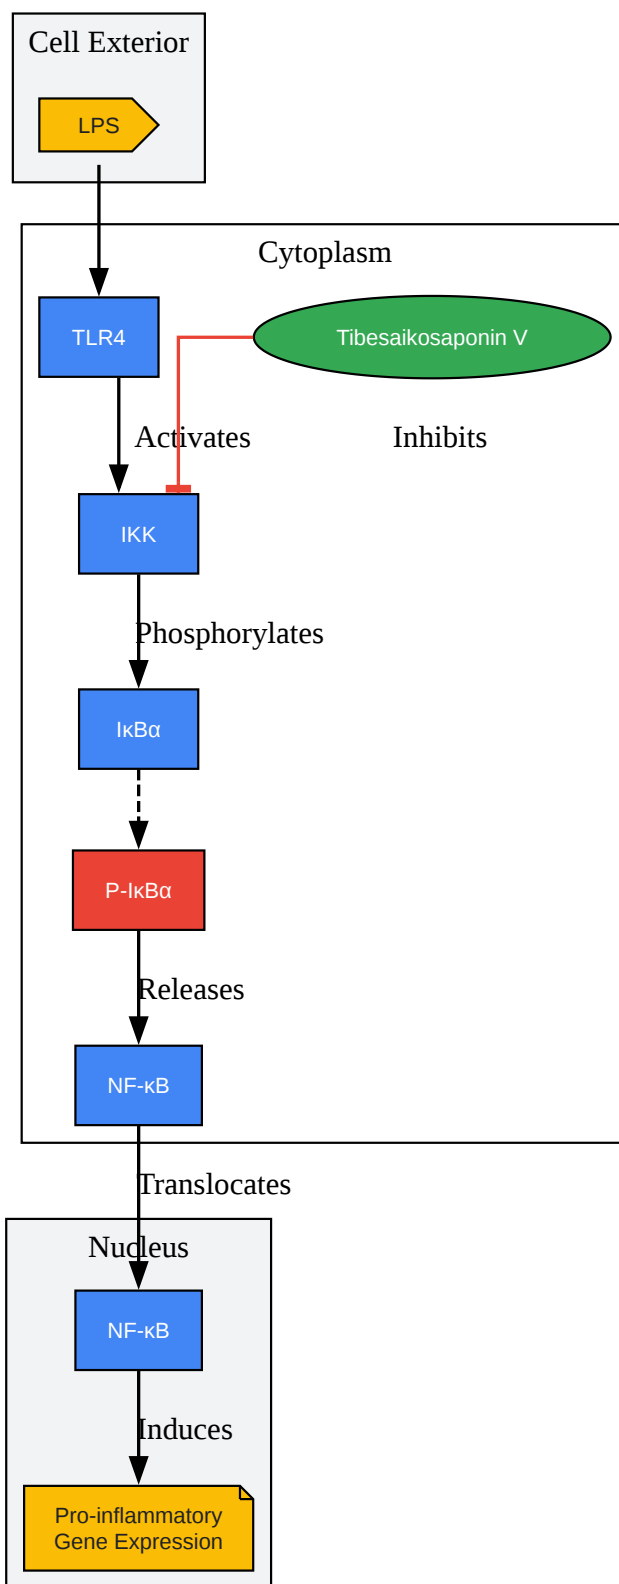 Cell Exterior
LPS
Cytoplasm
TLR4
Tibesaikosaponin V
Activates
Inhibits
IKK
Phosphorylates
IκBα
P-IκBα
Releases
NF-κB
Translocates
Nucleus
NF-κB
Induces
Pro-inflammatory
Gene Expression